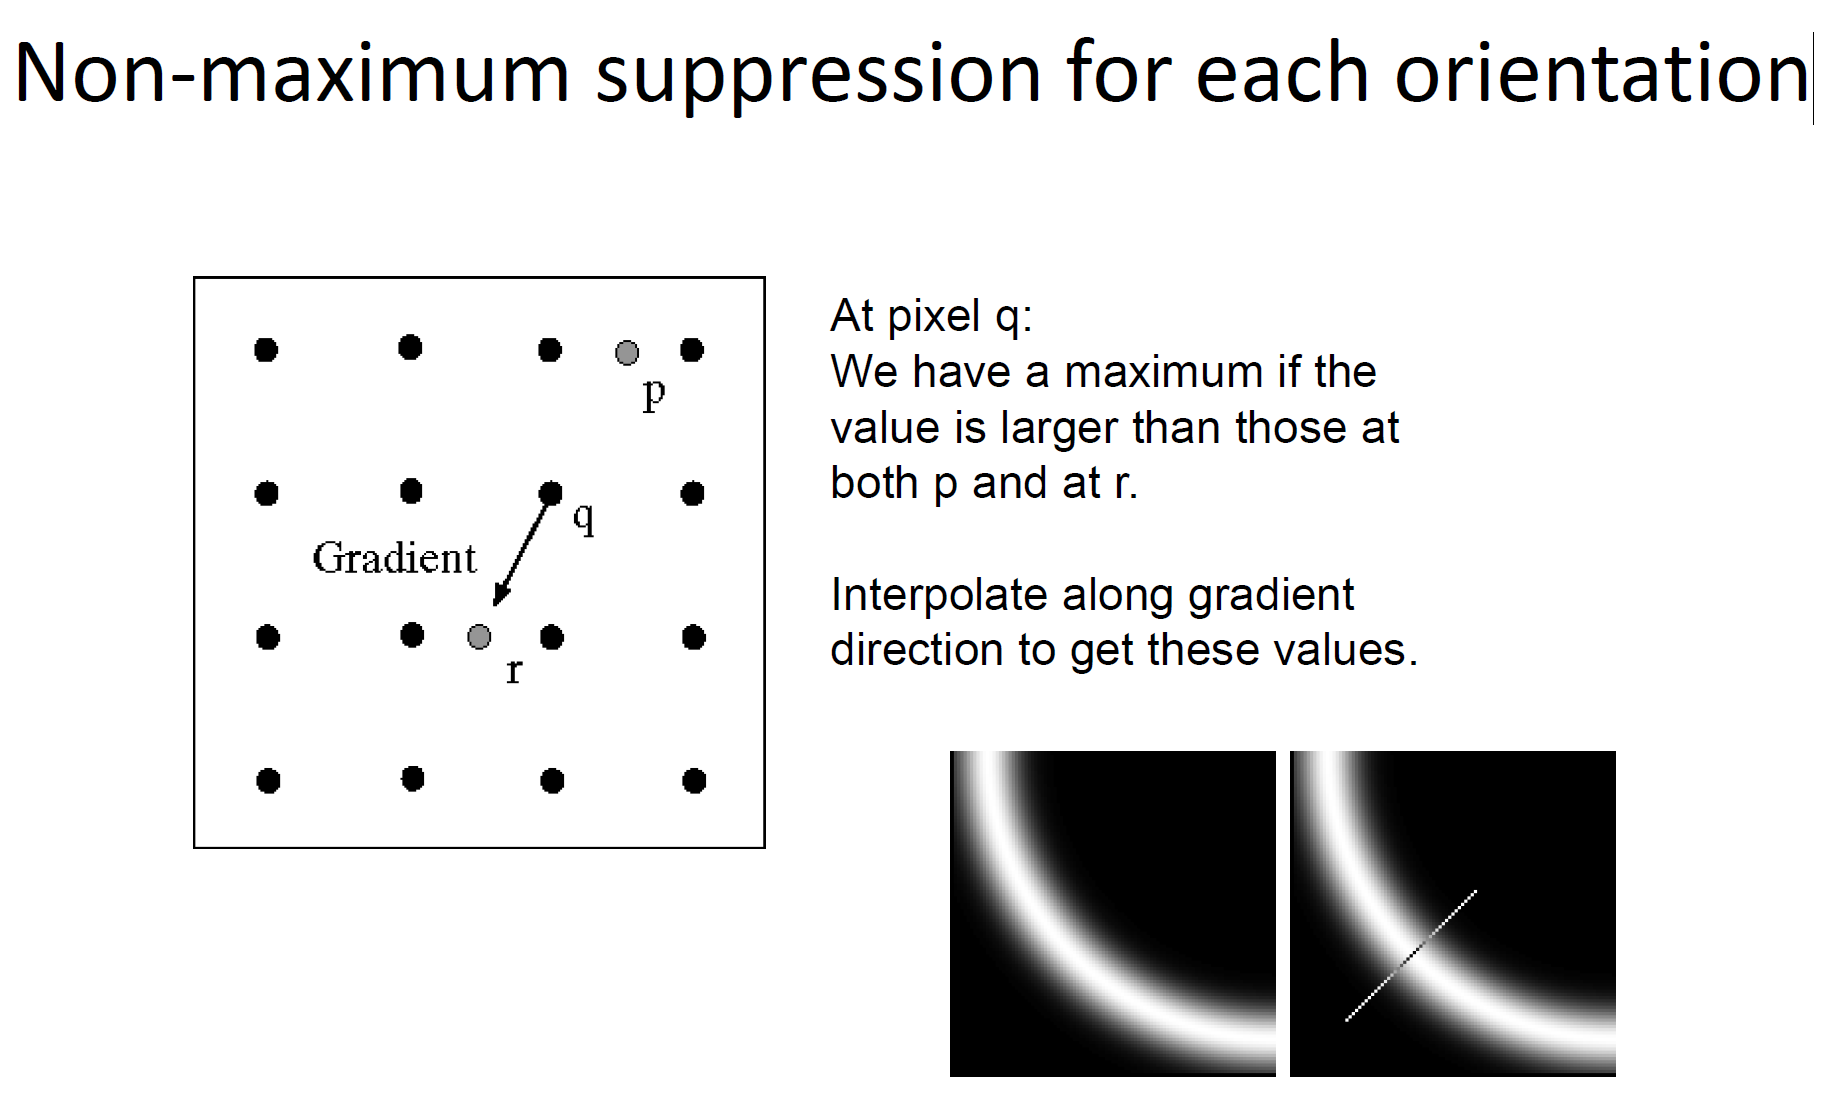 Non-maximum suppression for each orientation
p
q
Gradient
r
At pixel q:
We have a maximum if the
value is larger than those at
both p and at r.
Interpolate along gradient
direction to get these values.